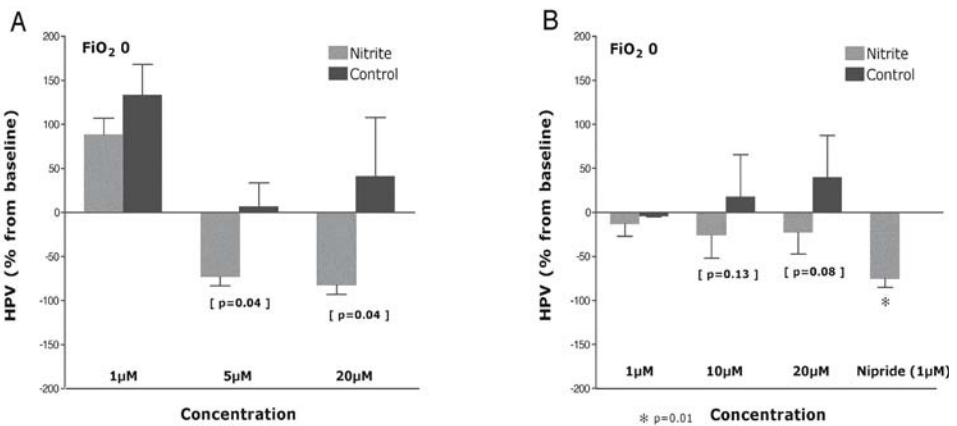 A
FiO2 0
Nitrite
Control
HPV (% from baseline)
200
150
100
50
0
-50
-100
-150
-200
[ p=0.04 ]
[ p=0.04 ]
1µM 5µM 20µM
Concentration
B
FiO2 0
Nitrite
Control
HPV (% from baseline)
200
150
100
50
0
-50
-100
-150
-200
[ p=0.13 ] [ p=0.08 ]
*
1µM 10µM 20µM Nipride (1µM)
* p=0.01 Concentration